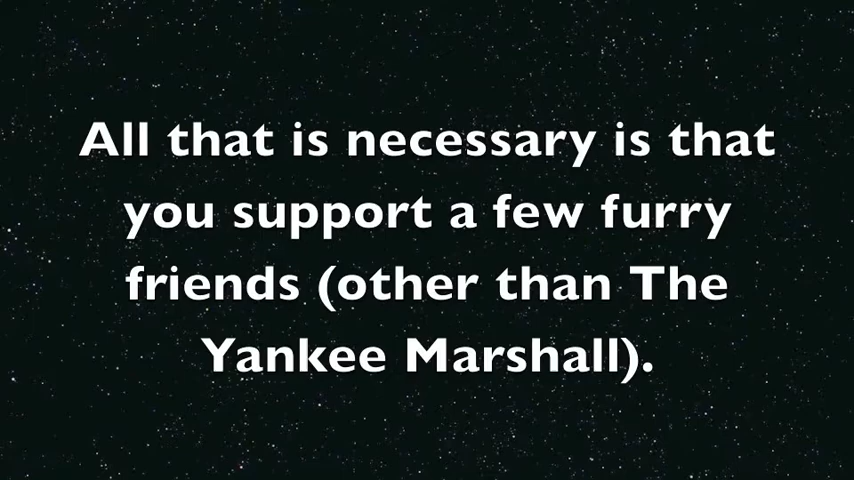 All that is necessary is that
you support a few furry
friends (other than The
Yankee Marshall).